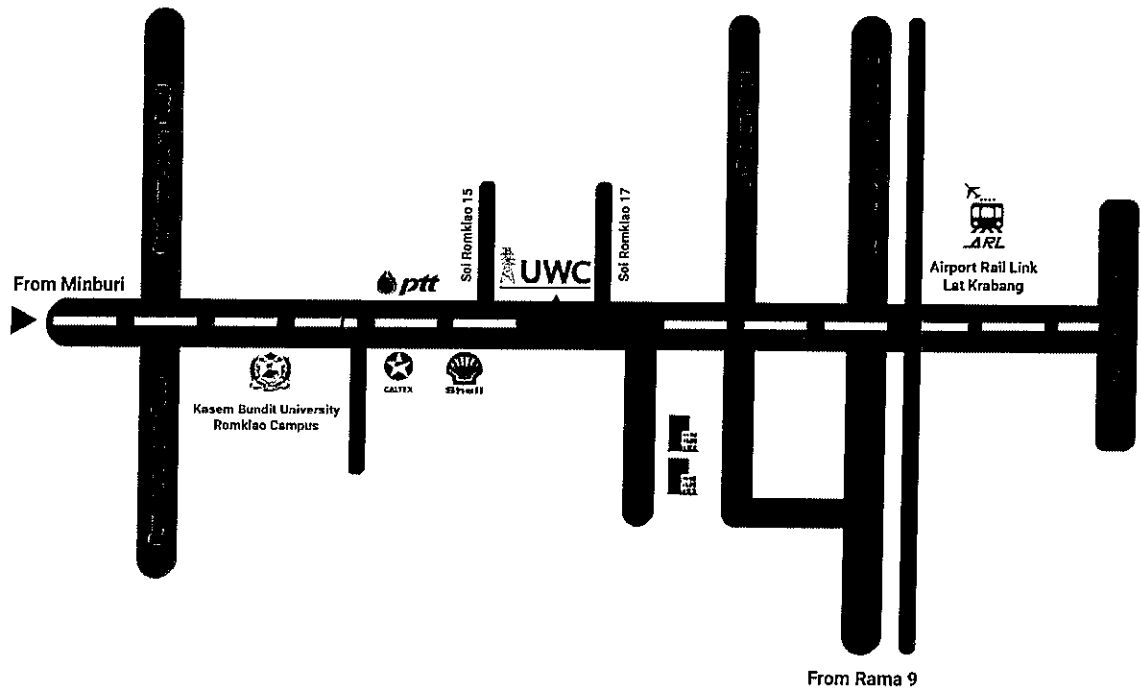 From Minburi
ptt
Soi Romklao 15
UWC
Soi Romklao 17
ARL
Airport Rail Link
Lat Krabang
CALTEX
Shell
Kasem Bundit University
Romklao Campus
From Rama 9